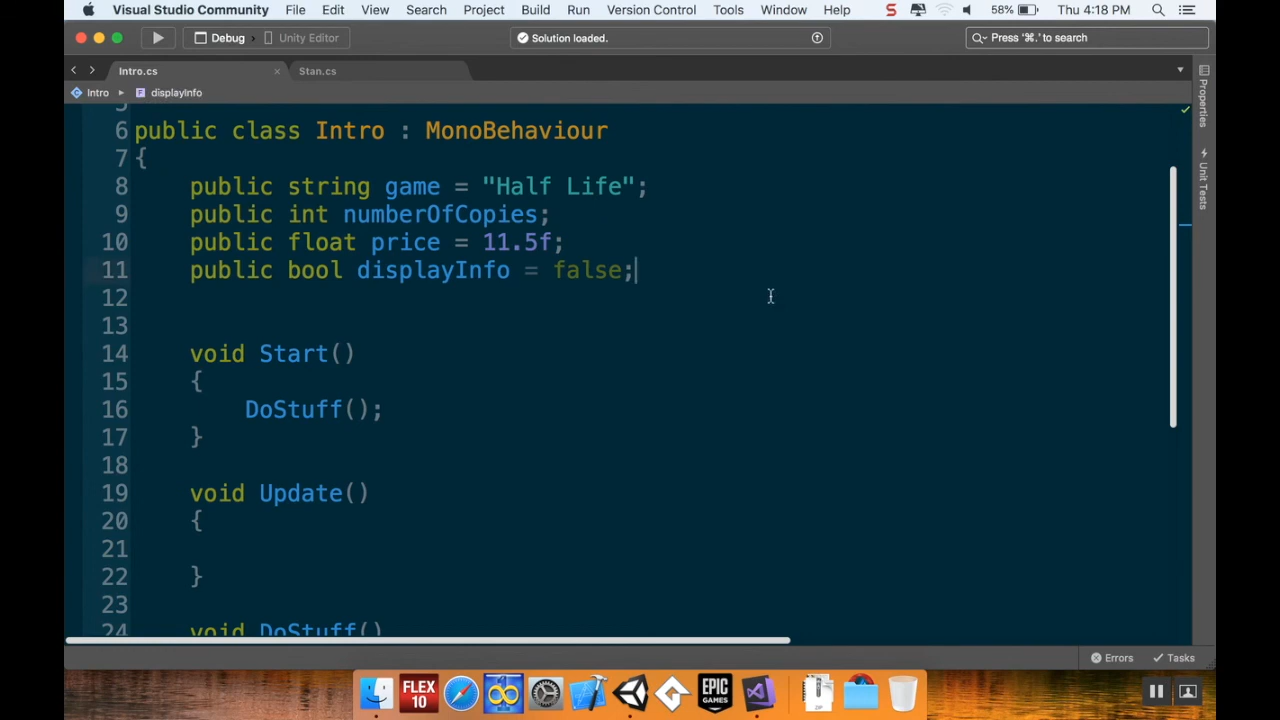 Visual Studio Community File Edit View Search Project Build Run Version Control Tools Window Help S 58% Thu 4:18 PM
Debug Unity Editor Solution loaded. Press ‘⌘.’ to search
Intro.cs Stan.cs
Intro displayInfo
Properties
Unit Tests
5
6 public class Intro : MonoBehaviour
7 {
8 public string game = "Half Life";
9 public int numberOfCopies;
10 public float price = 11.5f;
11 public bool displayInfo = false;
12
13
14 void Start()
15 {
16 DoStuff();
17 }
18
19 void Update()
20 {
21
22 }
23
24 void DoStuff()
Errors Tasks
FLEX
10
EPIC
GAMES
ZIP